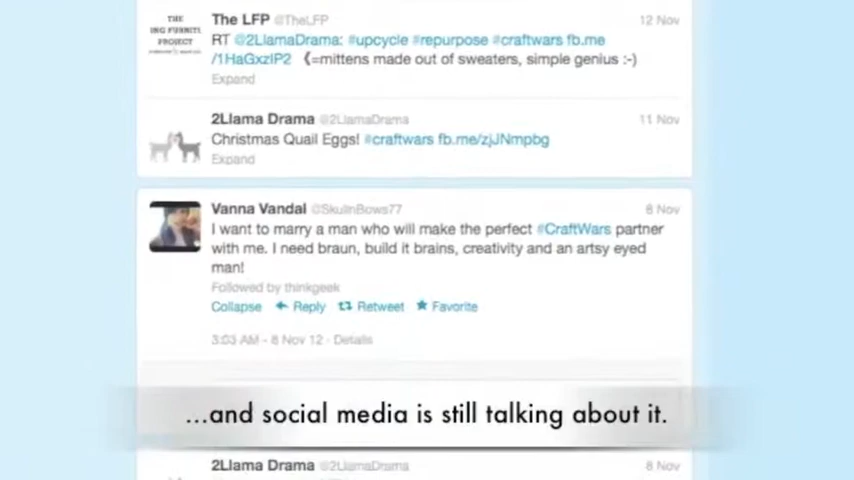 THE
ING FURNITU
PROJECT
The LFP @TheLFP
12 Nov
RT @2LlamaDrama: #upcycle #repurpose #craftwars fb.me
/1HaGxzIP2 《=mittens made out of sweaters, simple genius :-)
Expand
2Llama Drama @2LlamaDrama
11 Nov
Christmas Quail Eggs! #craftwars fb.me/zjJNmpbg
Expand
Vanna Vandal @SkullnBows77
8 Nov
I want to marry a man who will make the perfect #CraftWars partner
with me. I need braun, build it brains, creativity and an artsy eyed
man!
Followed by thinkgeek
Collapse Reply Retweet Favorite
3:03 AM - 8 Nov 12 · Details
...and social media is still talking about it.
2Llama Drama @2LlamaDrama
8 Nov